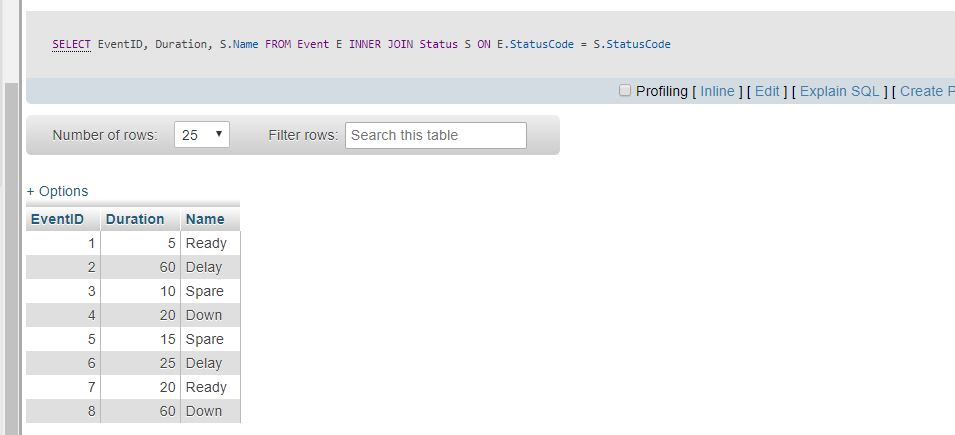 SELECT EventID, Duration, S.Name FROM Event E INNER JOIN Status S ON E.StatusCode = S.StatusCode
Profiling [ Inline ] [ Edit ] [ Explain SQL ] [ Create P
Number of rows: 25 Filter rows: Search this table
+ Options
EventID Duration Name
1 5 Ready
2 60 Delay
3 10 Spare
4 20 Down
5 15 Spare
6 25 Delay
7 20 Ready
8 60 Down